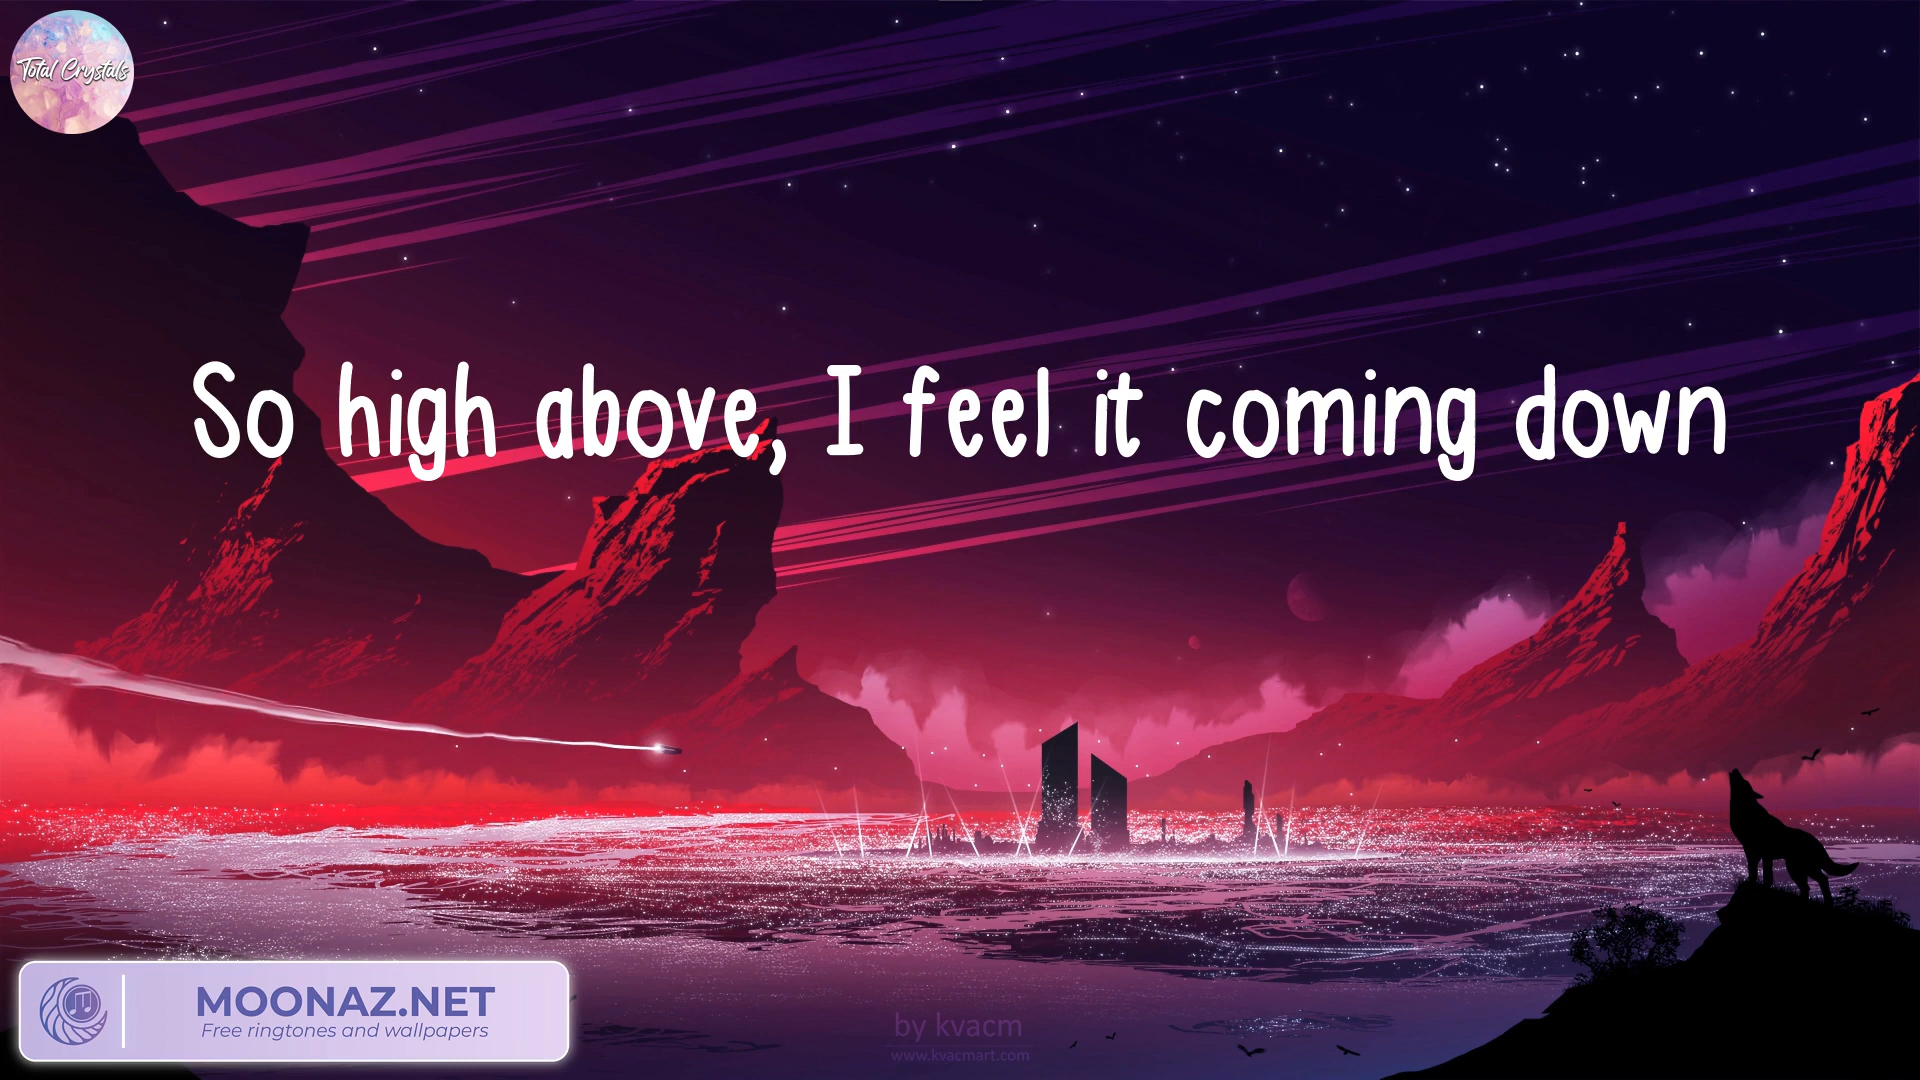 Total Crystals
So high above, I feel it coming down
MOONAZ.NET
Free ringtones and wallpapers
by kvacm
www.kvacmart.com